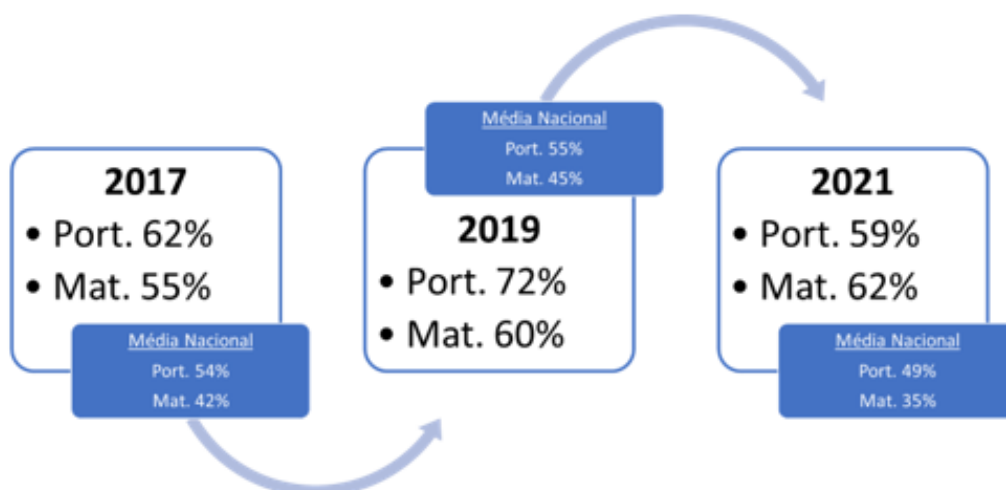 2017
• Port. 62%
• Mat. 55%
Média Nacional
Port. 54%
Mat. 42%
Média Nacional
Port. 55%
Mat. 45%
2019
• Port. 72%
• Mat. 60%
2021
• Port. 59%
• Mat. 62%
Média Nacional
Port. 49%
Mat. 35%